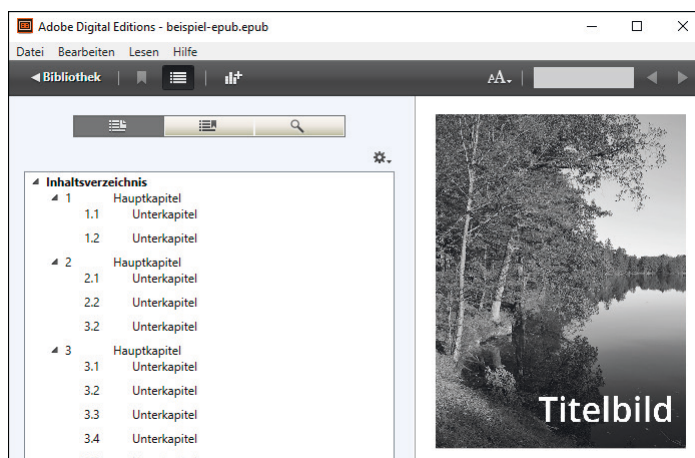 Adobe Digital Editions - beispiel-epub.epub
Datei Bearbeiten Lesen Hilfe
Bibliothek
AA
Inhaltsverzeichnis
1 Hauptkapitel
1.1 Unterkapitel
1.2 Unterkapitel
2 Hauptkapitel
2.1 Unterkapitel
2.2 Unterkapitel
3.2 Unterkapitel
3 Hauptkapitel
3.1 Unterkapitel
3.2 Unterkapitel
3.3 Unterkapitel
3.4 Unterkapitel
Titelbild